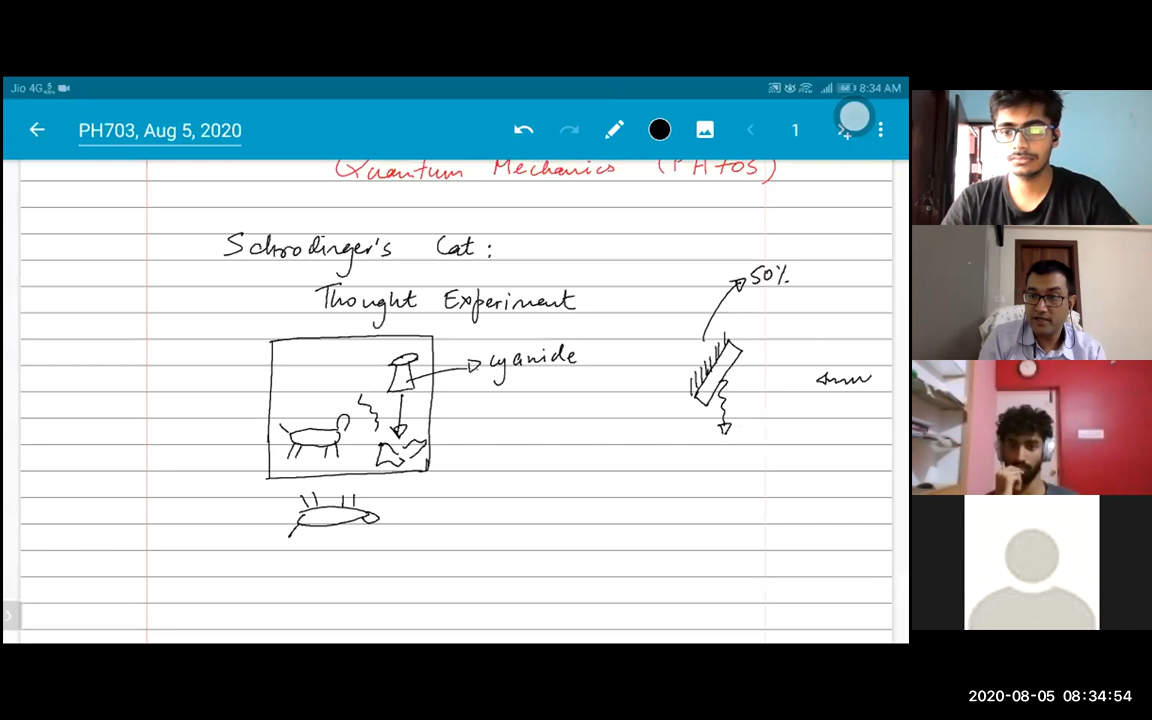 Jio 4G 8:34 AM
PH703, Aug 5, 2020
1
Quantum Mechanics (PH703)
Schrodinger's Cat:
Thought Experiment
50%
cyanide
2020-08-05 08:34:54